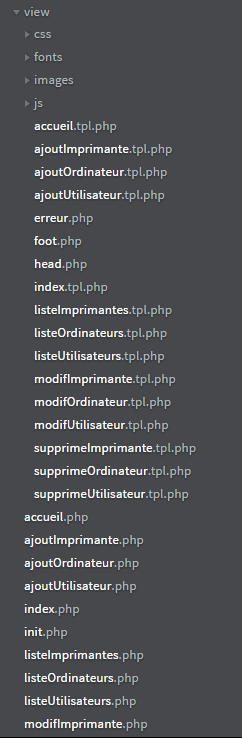 view
css
fonts
images
js
accueil.tpl.php
ajoutImprimante.tpl.php
ajoutOrdinateur.tpl.php
ajoutUtilisateur.tpl.php
erreur.php
foot.php
head.php
index.tpl.php
listeImprimantes.tpl.php
listeOrdinateurs.tpl.php
listeUtilisateurs.tpl.php
modifImprimante.tpl.php
modifOrdinateur.tpl.php
modifUtilisateur.tpl.php
supprimeImprimante.tpl.php
supprimeOrdinateur.tpl.php
supprimeUtilisateur.tpl.php
accueil.php
ajoutImprimante.php
ajoutOrdinateur.php
ajoutUtilisateur.php
index.php
init.php
listeImprimantes.php
listeOrdinateurs.php
listeUtilisateurs.php
modifImprimante.php